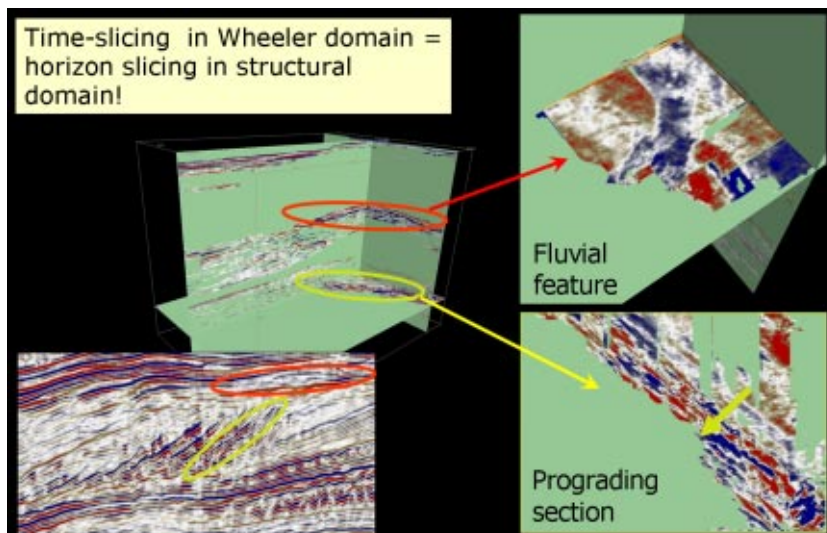 Time-slicing in Wheeler domain =
horizon slicing in structural
domain!
Fluvial
feature
Prograding
section